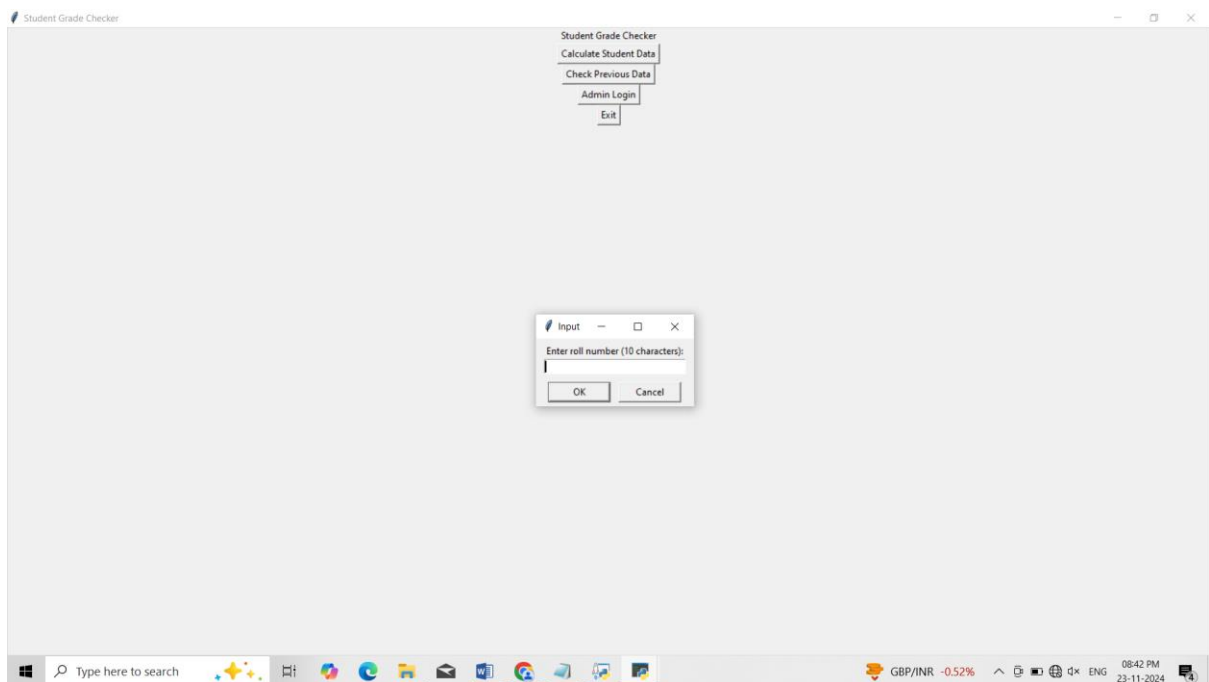 Student Grade Checker
Student Grade Checker
Calculate Student Data
Check Previous Data
Admin Login
Exit
Input
Enter roll number (10 characters):
OK
Cancel
Type here to search
GBP/INR -0.52%
ENG
08:42 PM
23-11-2024
4